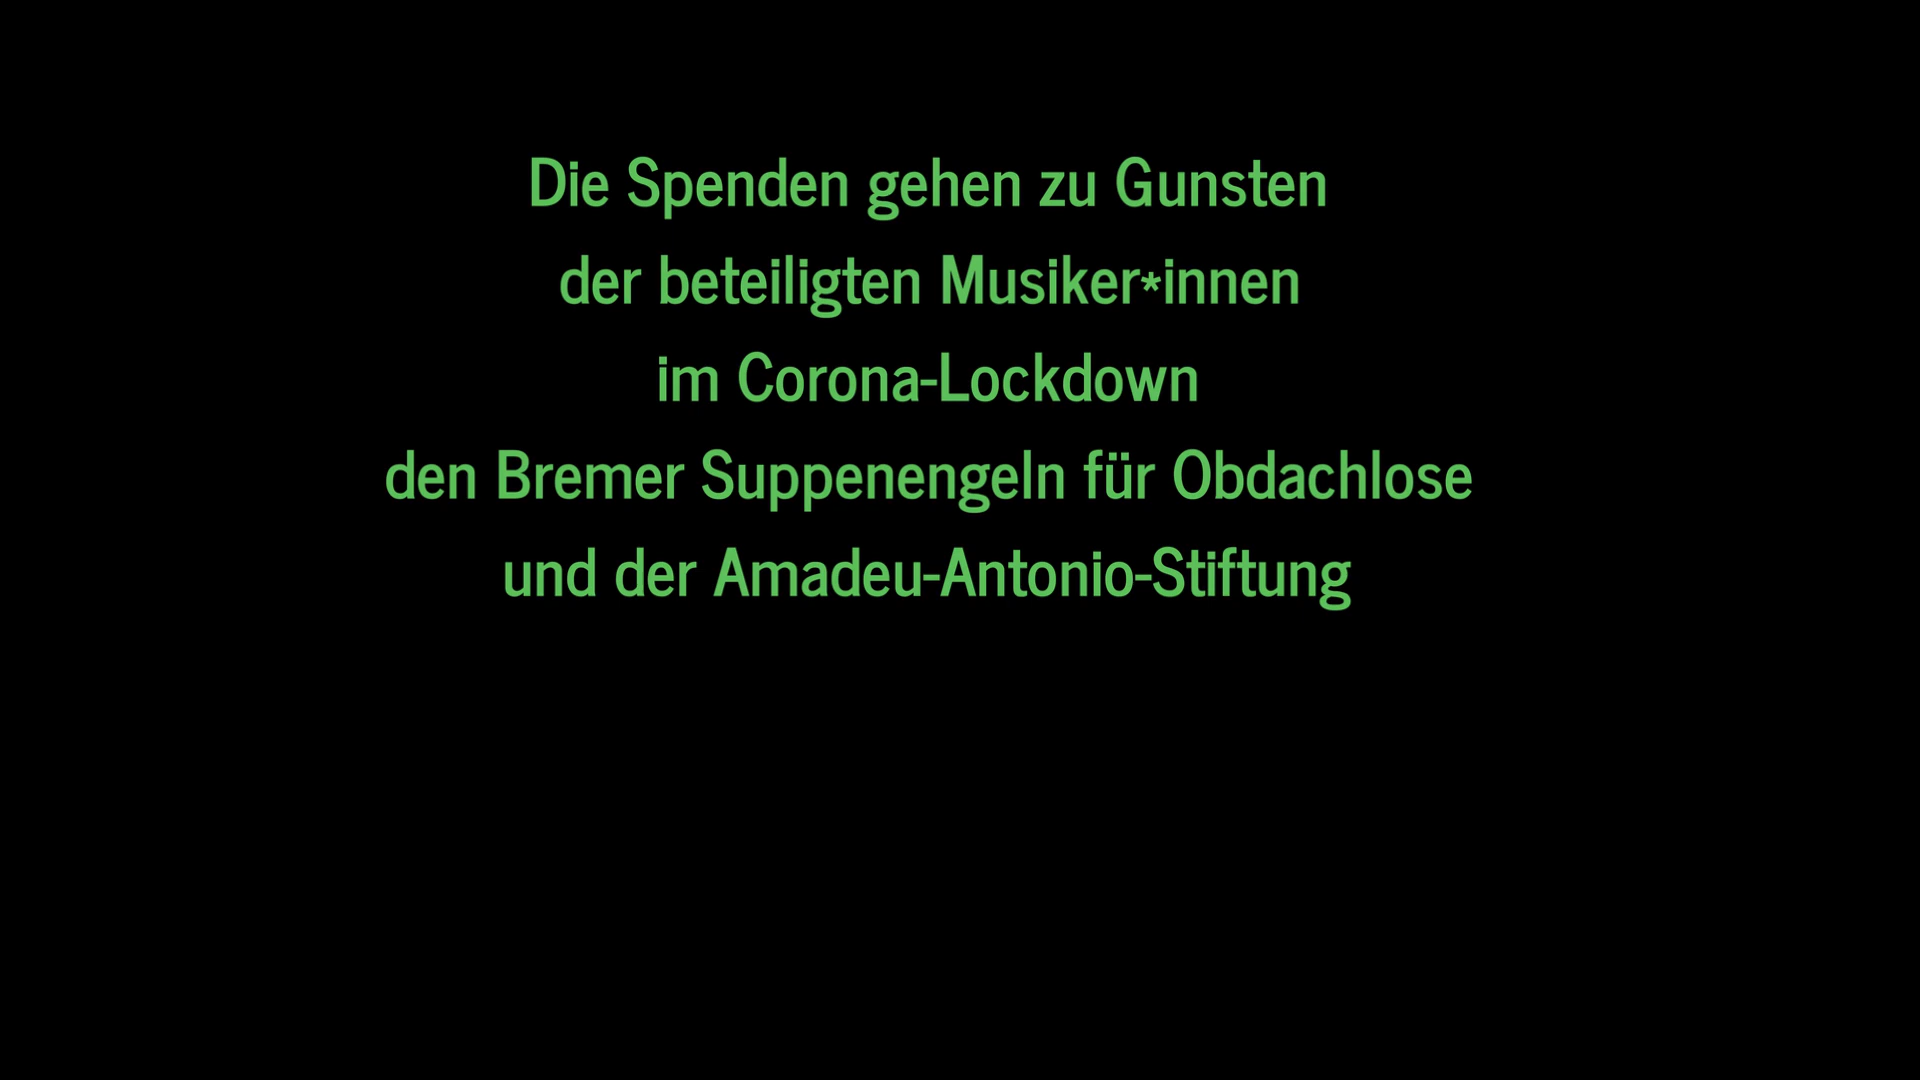 Die Spenden gehen zu Gunsten
der beteiligten Musiker*innen
im Corona-Lockdown
den Bremer Suppenengeln für Obdachlose
und der Amadeu-Antonio-Stiftung